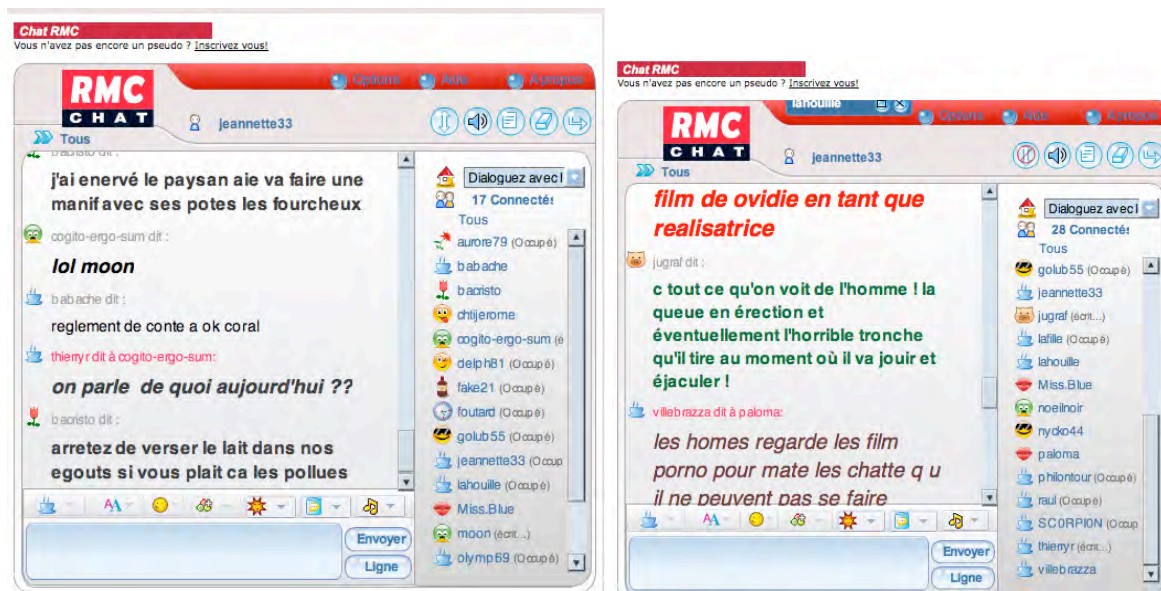 Chat RMC
Vous n'avez pas encore un pseudo ? Inscrivez vous!
RMC
CHAT
Options
Aide
A propos
jeannette33
Tous
bacristo dit :
j'ai enervé le paysan aie va faire une
manif avec ses potes les fourcheux
cogito-ergo-sum dit :
lol moon
babache dit :
reglement de conte a ok coral
thierryr dit à cogito-ergo-sum:
on parle de quoi aujourd'hui ??
bacristo dit :
arretez de verser le lait dans nos
egouts si vous plait ca les pollues
Dialoguez avec l
17 Connectés
Tous
aurore79 (Occupé)
babache
bacristo
chtijerome
cogito-ergo-sum (é
delph81 (Occupé)
fake21 (Occupé)
foutard (Occupé)
golub55 (Occupé)
jeannette33 (Occup
lahouille (Occupé)
Miss.Blue
moon (écrit...)
olymp69 (Occupé)
Envoyer
Ligne
Chat RMC
Vous n'avez pas encore un pseudo ? Inscrivez vous!
lahouille
RMC
CHAT
Options
Aide
A propos
jeannette33
Tous
film de ovidie en tant que
realisatrice
jugraf dit :
c tout ce qu'on voit de l'homme ! la
queue en érection et
éventuellement l'horrible tronche
qu'il tire au moment où il va jouir et
éjaculer !
villebrazza dit à paloma:
les homes regarde les film
porno pour mate les chatte q u
il ne peuvent pas se faire
Dialoguez avec l
28 Connectés
Tous
golub55 (Occupé)
jeannette33
jugraf (écrit...)
lafille (Occupé)
lahouille
Miss.Blue
noeilnoir
nycko44
paloma
philontour (Occupé)
raul (Occupé)
SC0RPI0N (Occup
thierryr (écrit...)
villebrazza
Envoyer
Ligne